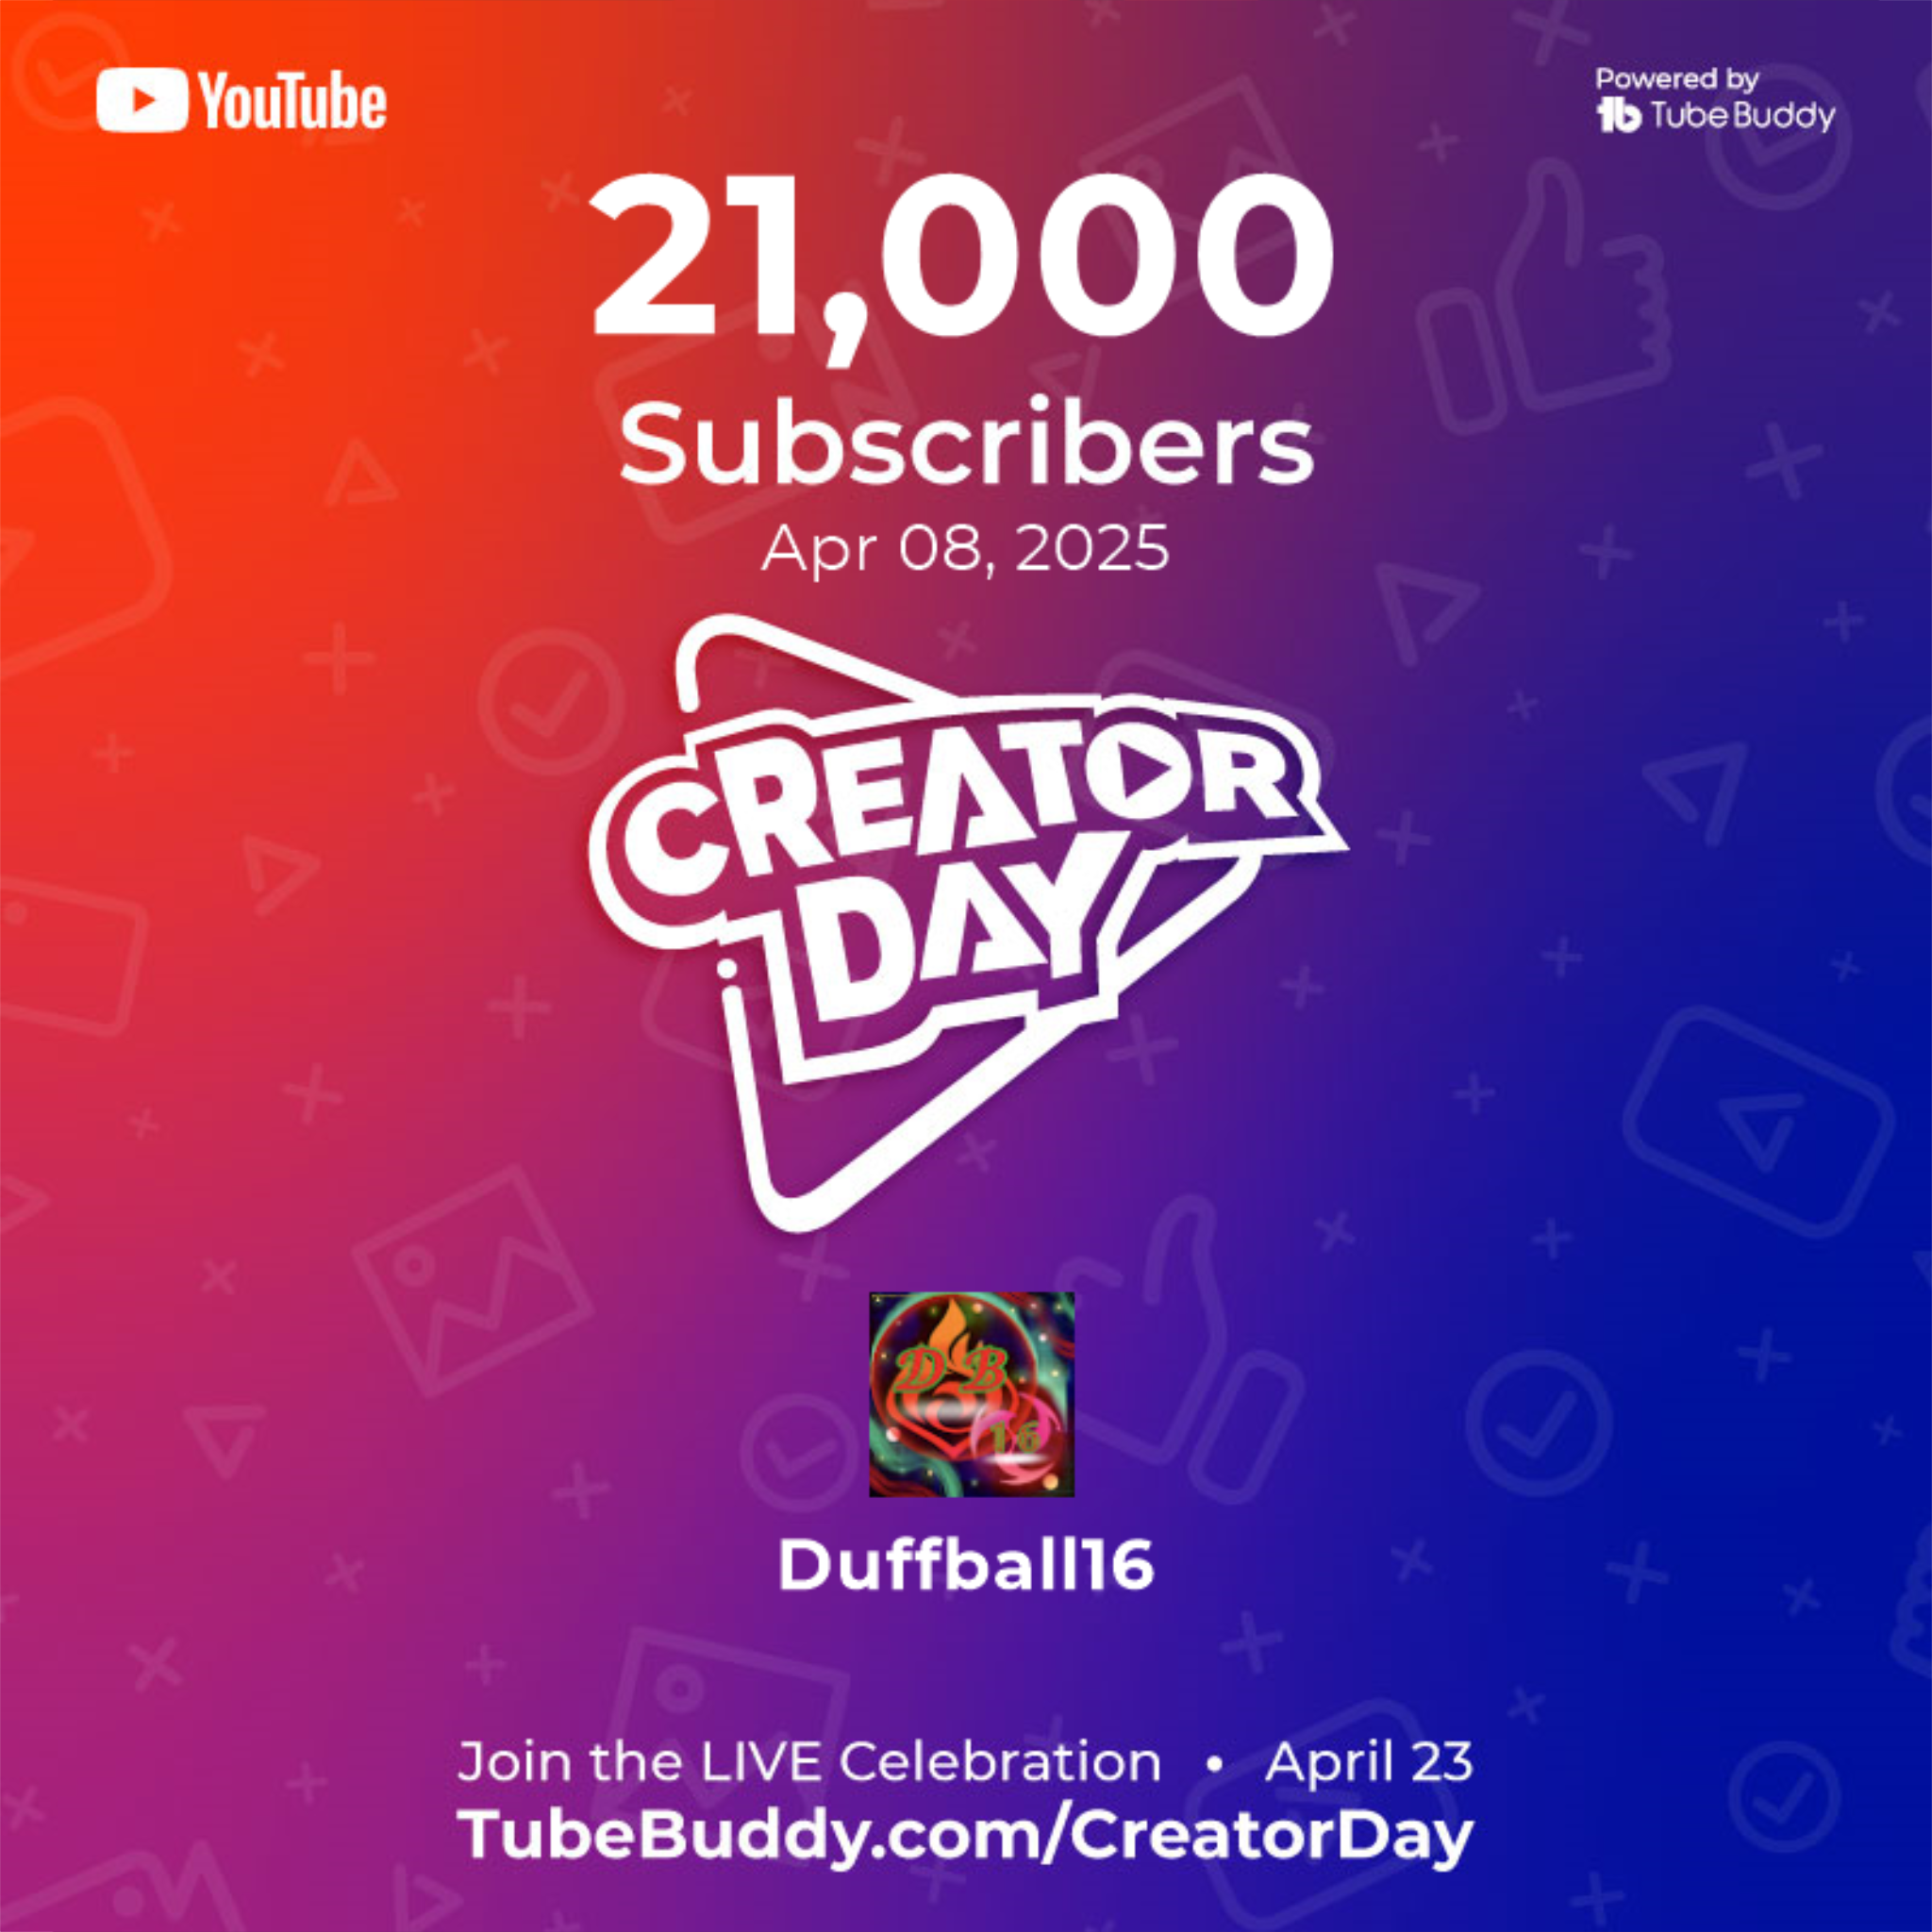 YouTube
Powered by
TubeBuddy
21,000
Subscribers
Apr 08, 2025
CREATOR
DAY
D B
16
Duffball16
Join the LIVE Celebration • April 23
TubeBuddy.com/CreatorDay